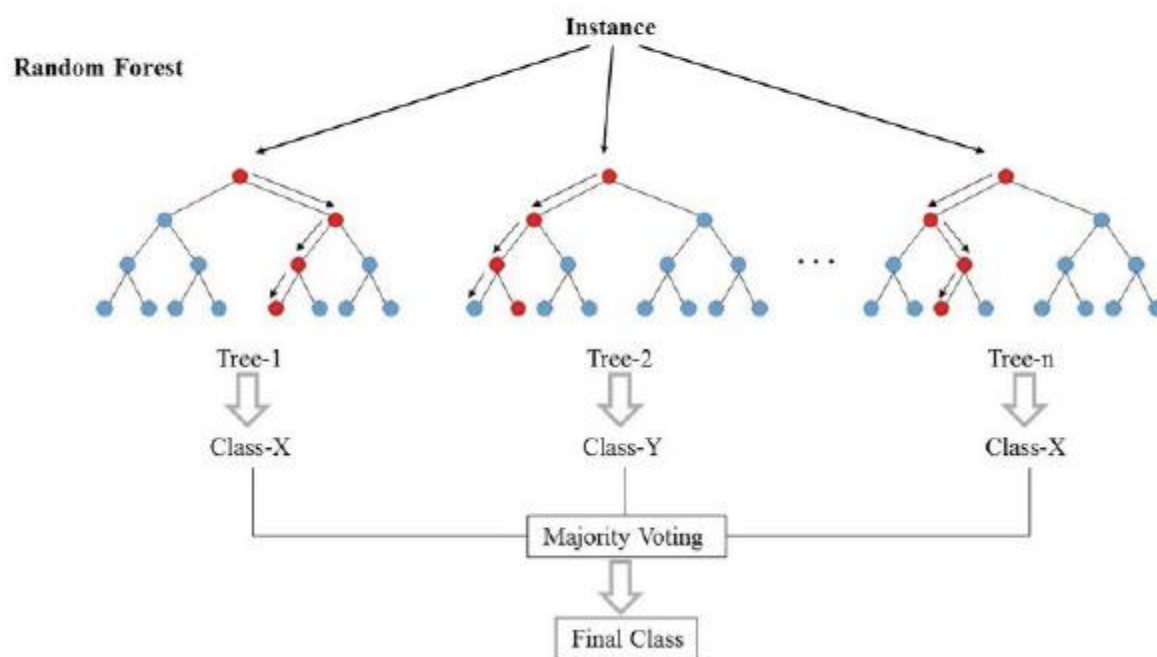 Instance
Random Forest
...
Tree-1
Tree-2
Tree-n
Class-X
Class-Y
Class-X
Majority Voting
Final Class